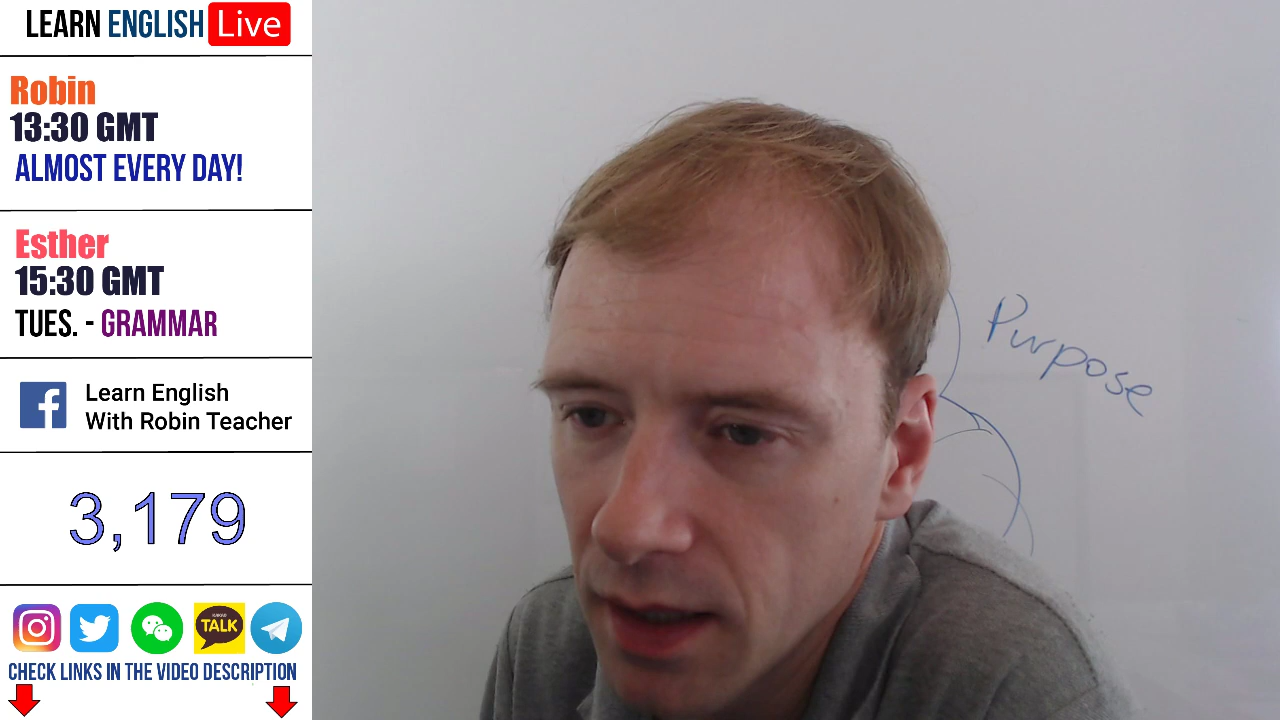 LEARN ENGLISH Live
Robin
13:30 GMT
ALMOST EVERY DAY!
Esther
15:30 GMT
TUES. - GRAMMAR
Learn English
With Robin Teacher
3,179
TALK
CHECK LINKS IN THE VIDEO DESCRIPTION
Purpose